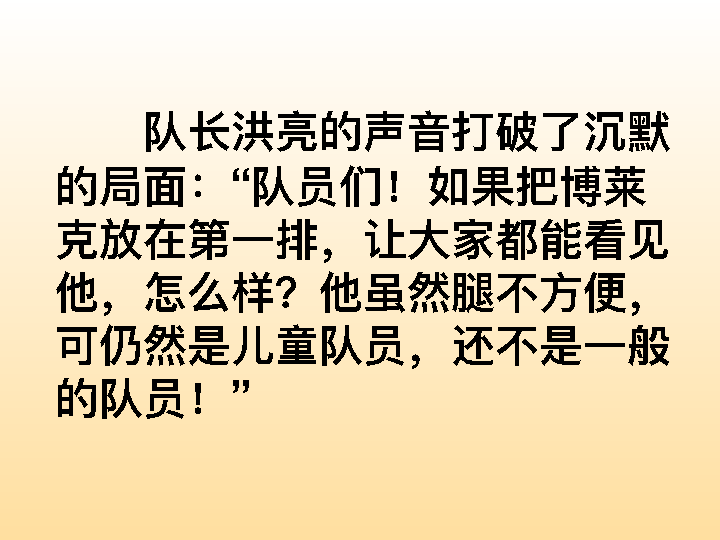 队长洪亮的声音打破了沉默
的局面：“队员们！如果把博莱
克放在第一排，让大家都能看见
他，怎么样？他虽然腿不方便，
可仍然是儿童队员，还不是一般
的队员！”